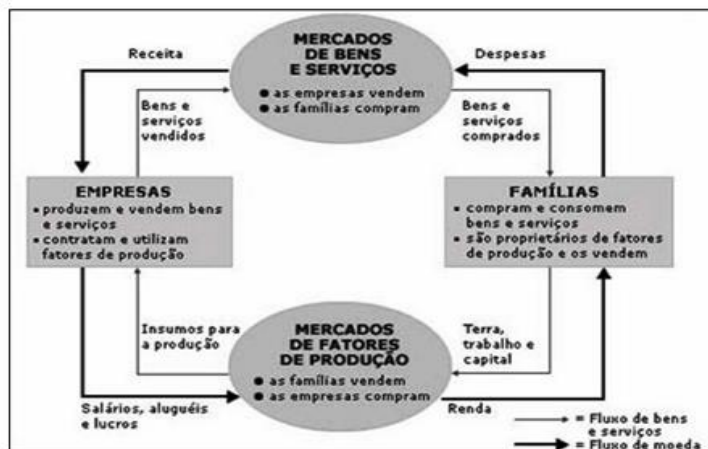 MERCADOS
DE BENS
E SERVIÇOS
● as empresas vendem
● as famílias compram
Receita
Despesas
Bens e
serviços
vendidos
Bens e
serviços
comprados
EMPRESAS
▪ produzem e vendem bens
e serviços
▪ contratam e utilizam
fatores de produção
FAMÍLIAS
▪ compram e consomem
bens e serviços
▪ são proprietários de fatores
de produção e os vendem
Insumos para
a produção
MERCADOS
DE FATORES
DE PRODUÇÃO
● as famílias vendem
● as empresas compram
Terra,
trabalho e
capital
Salários, aluguéis
e lucros
Renda
= Fluxo de bens
e serviços
= Fluxo de moeda